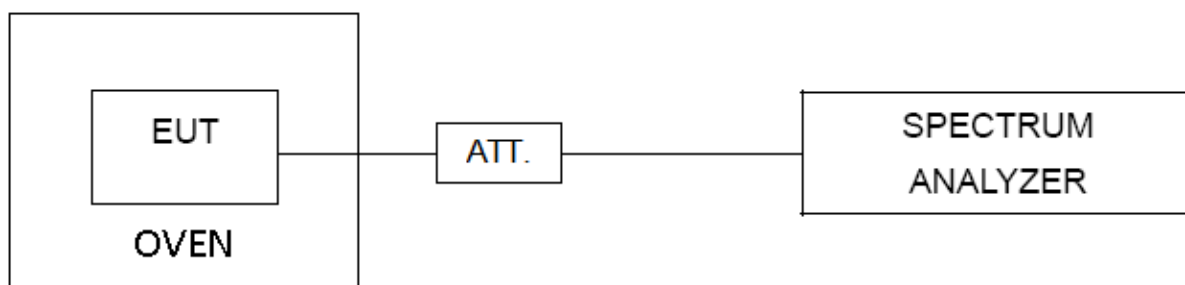 EUT
OVEN
ATT.
SPECTRUM
ANALYZER